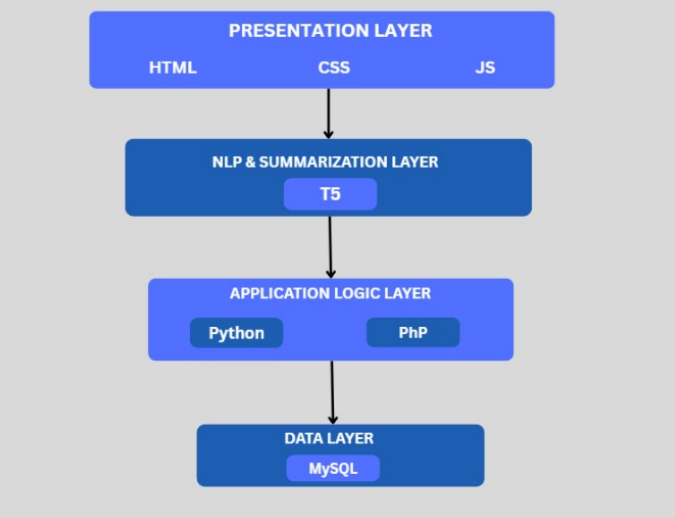 PRESENTATION LAYER
HTML CSS JS
NLP & SUMMARIZATION LAYER
T5
APPLICATION LOGIC LAYER
Python PhP
DATA LAYER
MySQL